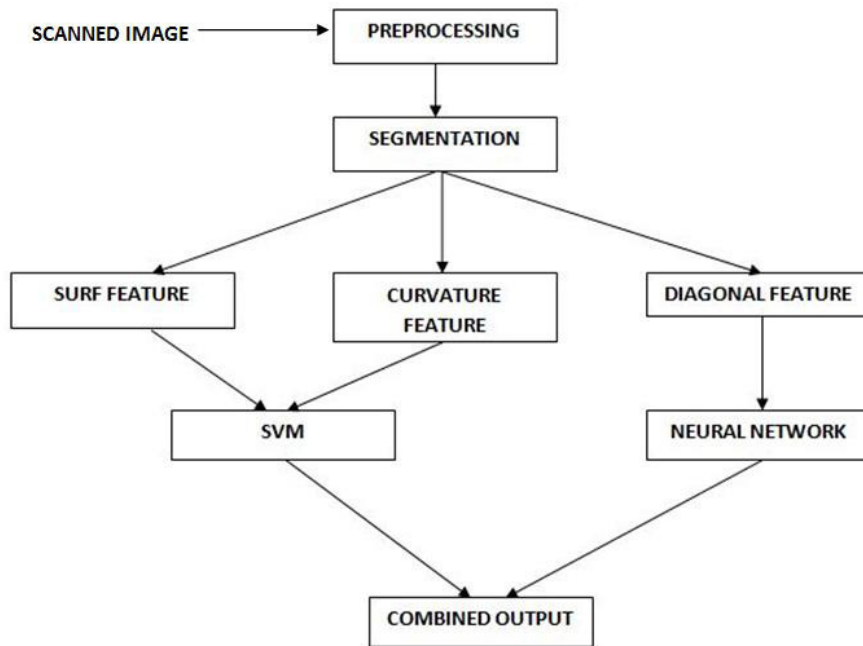 SCANNED IMAGE
PREPROCESSING
SEGMENTATION
SURF FEATURE
CURVATURE
FEATURE
DIAGONAL FEATURE
SVM
NEURAL NETWORK
COMBINED OUTPUT